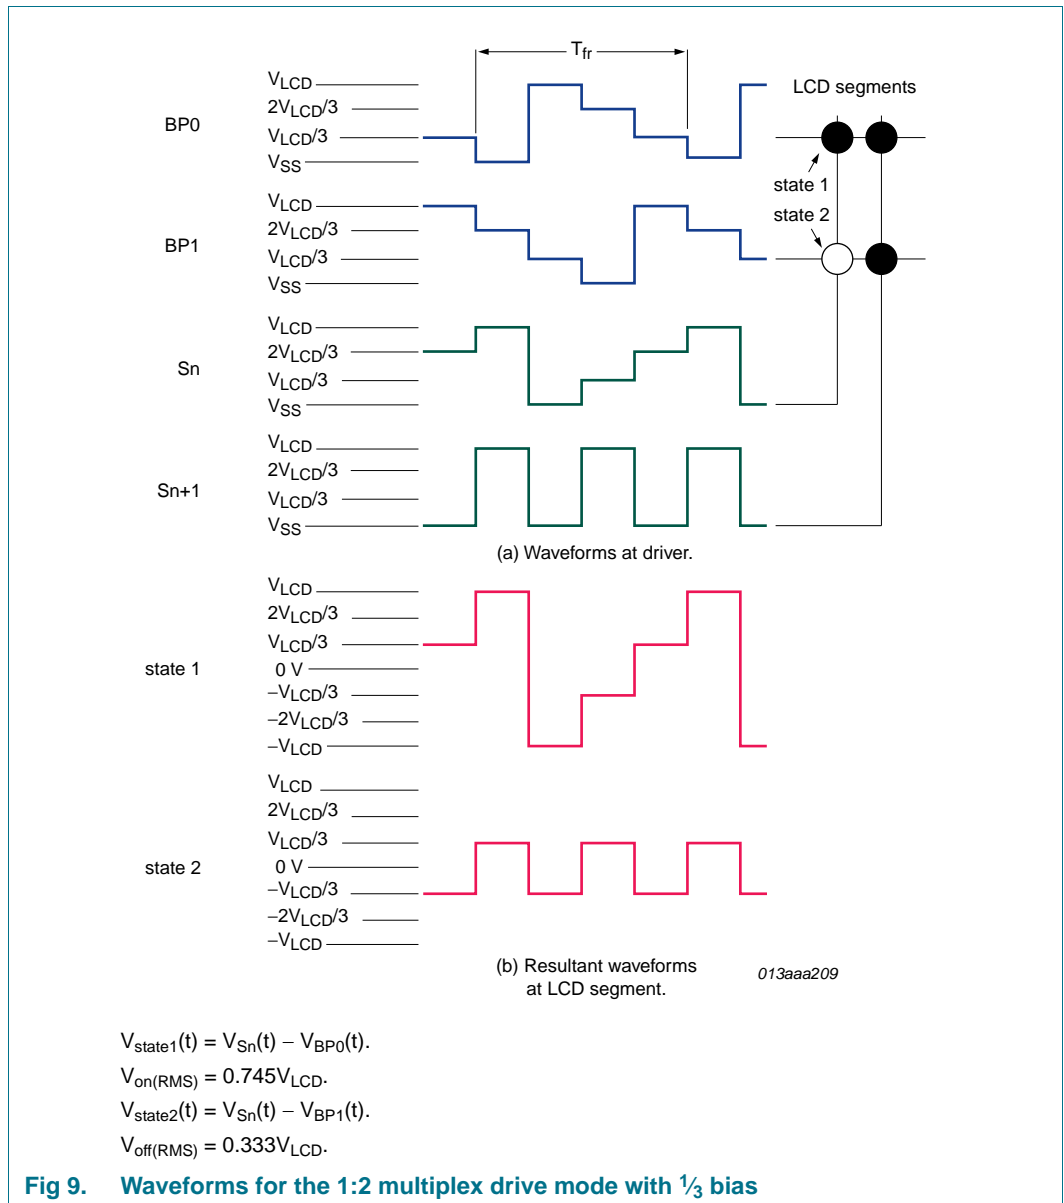 T_fr
V_LCD
2V_LCD/3
V_LCD/3
V_SS
BP0
LCD segments
state 1
state 2
V_LCD
2V_LCD/3
V_LCD/3
V_SS
BP1
V_LCD
2V_LCD/3
V_LCD/3
V_SS
Sn
V_LCD
2V_LCD/3
V_LCD/3
V_SS
Sn+1
(a) Waveforms at driver.
V_LCD
2V_LCD/3
V_LCD/3
0 V
−V_LCD/3
−2V_LCD/3
−V_LCD
state 1
V_LCD
2V_LCD/3
V_LCD/3
0 V
−V_LCD/3
−2V_LCD/3
−V_LCD
state 2
(b) Resultant waveforms
at LCD segment.
013aaa209
V_state1(t) = V_Sn(t) − V_BP0(t).
V_on(RMS) = 0.745V_LCD.
V_state2(t) = V_Sn(t) − V_BP1(t).
V_off(RMS) = 0.333V_LCD.
Fig 9. Waveforms for the 1:2 multiplex drive mode with 1⁄3 bias